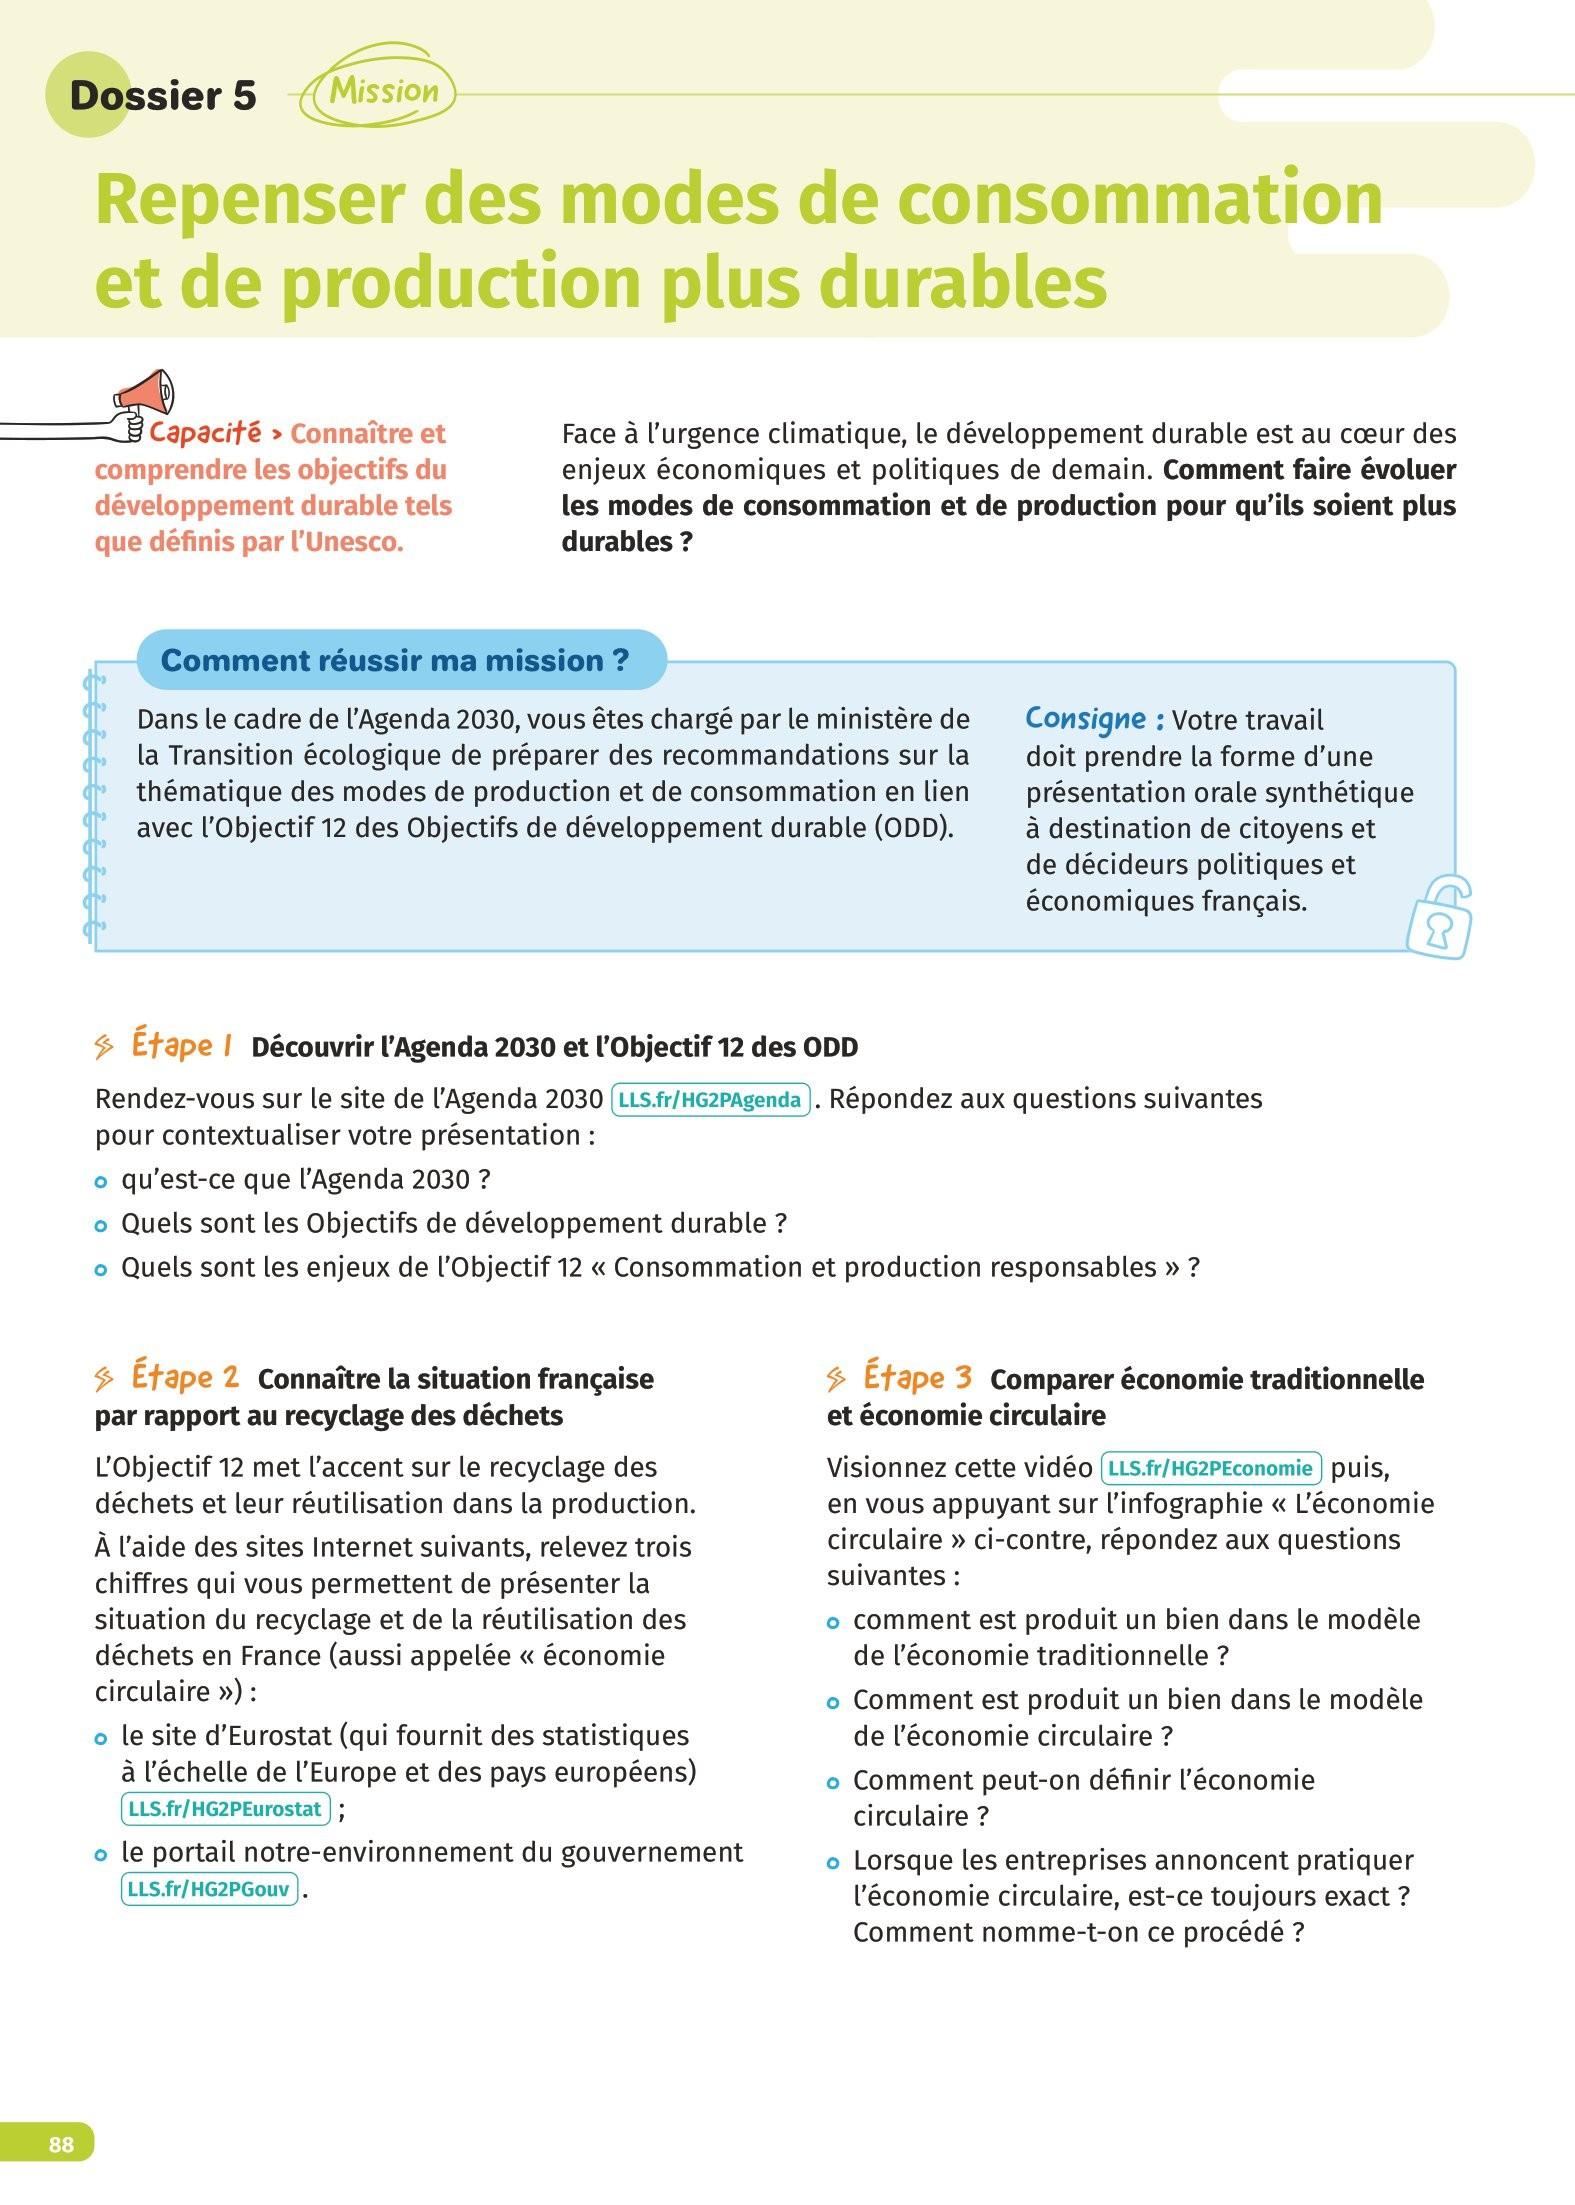 Dossier 5
Mission
Repenser des modes de consommation
et de production plus durables
Capacité > Connaître et
comprendre les objectifs du
développement durable tels
que définis par l’Unesco.
Face à l’urgence climatique, le développement durable est au cœur des
enjeux économiques et politiques de demain. Comment faire évoluer
les modes de consommation et de production pour qu’ils soient plus
durables ?
Comment réussir ma mission ?
Dans le cadre de l’Agenda 2030, vous êtes chargé par le ministère de
la Transition écologique de préparer des recommandations sur la
thématique des modes de production et de consommation en lien
avec l’Objectif 12 des Objectifs de développement durable (ODD).
Consigne : Votre travail
doit prendre la forme d’une
présentation orale synthétique
à destination de citoyens et
de décideurs politiques et
économiques français.
Étape 1 Découvrir l’Agenda 2030 et l’Objectif 12 des ODD
Rendez-vous sur le site de l’Agenda 2030 LLS.fr/HG2PAgenda . Répondez aux questions suivantes
pour contextualiser votre présentation :
qu’est-ce que l’Agenda 2030 ?
Quels sont les Objectifs de développement durable ?
Quels sont les enjeux de l’Objectif 12 « Consommation et production responsables » ?
Étape 2 Connaître la situation française
par rapport au recyclage des déchets
L’Objectif 12 met l’accent sur le recyclage des
déchets et leur réutilisation dans la production.
À l’aide des sites Internet suivants, relevez trois
chiffres qui vous permettent de présenter la
situation du recyclage et de la réutilisation des
déchets en France (aussi appelée « économie
circulaire ») :
le site d’Eurostat (qui fournit des statistiques
à l’échelle de l’Europe et des pays européens)
LLS.fr/HG2PEurostat ;
le portail notre-environnement du gouvernement
LLS.fr/HG2PGouv .
Étape 3 Comparer économie traditionnelle
et économie circulaire
Visionnez cette vidéo LLS.fr/HG2PEconomie puis,
en vous appuyant sur l’infographie « L’économie
circulaire » ci-contre, répondez aux questions
suivantes :
comment est produit un bien dans le modèle
de l’économie traditionnelle ?
Comment est produit un bien dans le modèle
de l’économie circulaire ?
Comment peut-on définir l’économie
circulaire ?
Lorsque les entreprises annoncent pratiquer
l’économie circulaire, est-ce toujours exact ?
Comment nomme-t-on ce procédé ?
88